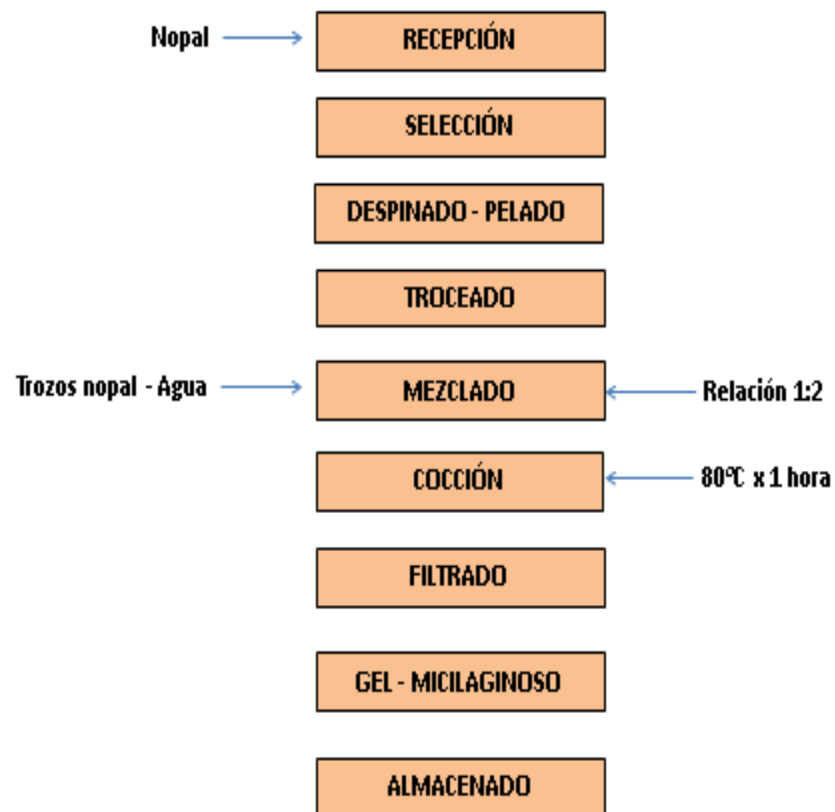 Nopal RECEPCIÓN
SELECCIÓN
DESPINADO - PELADO
TROCEADO
Trozos nopal - Agua MEZCLADO Relación 1:2
COCCIÓN 80°C x 1 hora
FILTRADO
GEL - MICILAGINOSO
ALMACENADO